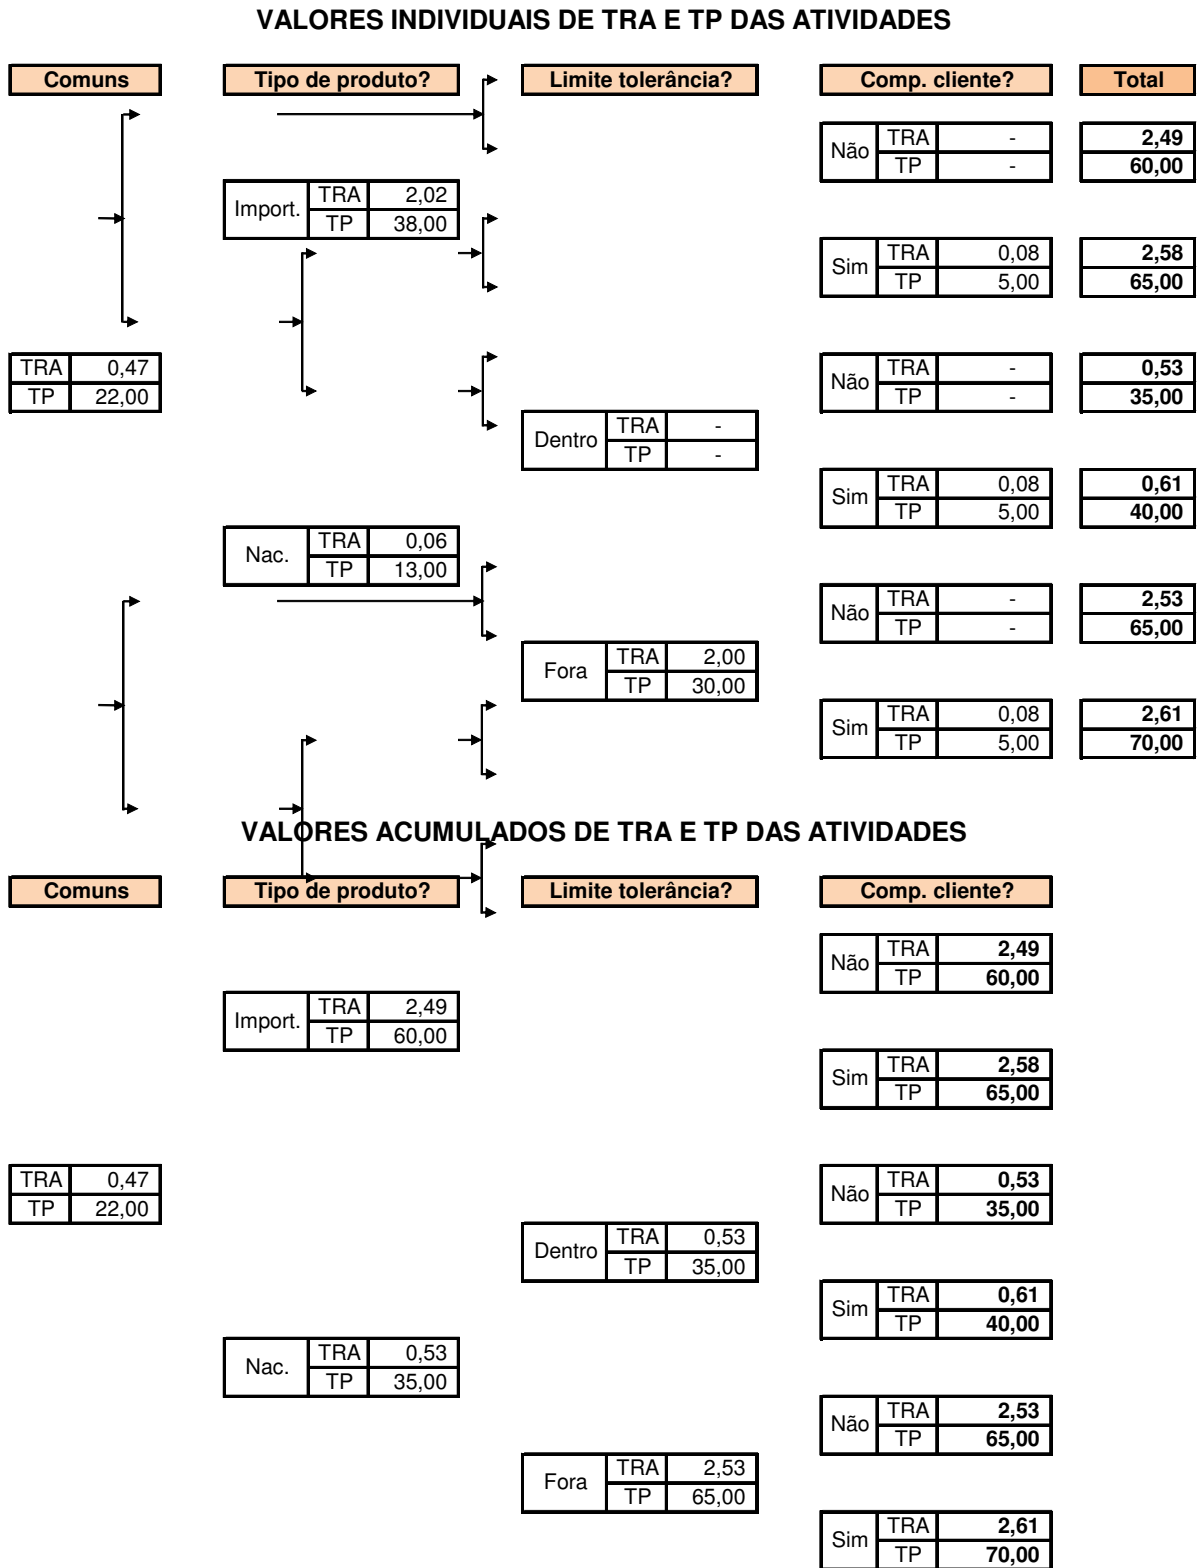 VALORES INDIVIDUAIS DE TRA E TP DAS ATIVIDADES
Comuns Tipo de produto? Limite tolerância? Comp. cliente? Total
Não TRA - 2,49
TP - 60,00
Import. TRA 2,02
TP 38,00
Sim TRA 0,08 2,58
TP 5,00 65,00
TRA 0,47 Não TRA - 0,53
TP 22,00 TP - 35,00
Dentro TRA -
TP -
Sim TRA 0,08 0,61
TP 5,00 40,00
Nac. TRA 0,06
TP 13,00
Não TRA - 2,53
TP - 65,00
Fora TRA 2,00
TP 30,00
Sim TRA 0,08 2,61
TP 5,00 70,00
VALORES ACUMULADOS DE TRA E TP DAS ATIVIDADES
Comuns Tipo de produto? Limite tolerância? Comp. cliente?
Não TRA 2,49
TP 60,00
Import. TRA 2,49
TP 60,00
Sim TRA 2,58
TP 65,00
TRA 0,47 Não TRA 0,53
TP 22,00 TP 35,00
Dentro TRA 0,53
TP 35,00
Sim TRA 0,61
TP 40,00
Nac. TRA 0,53
TP 35,00
Não TRA 2,53
TP 65,00
Fora TRA 2,53
TP 65,00
Sim TRA 2,61
TP 70,00